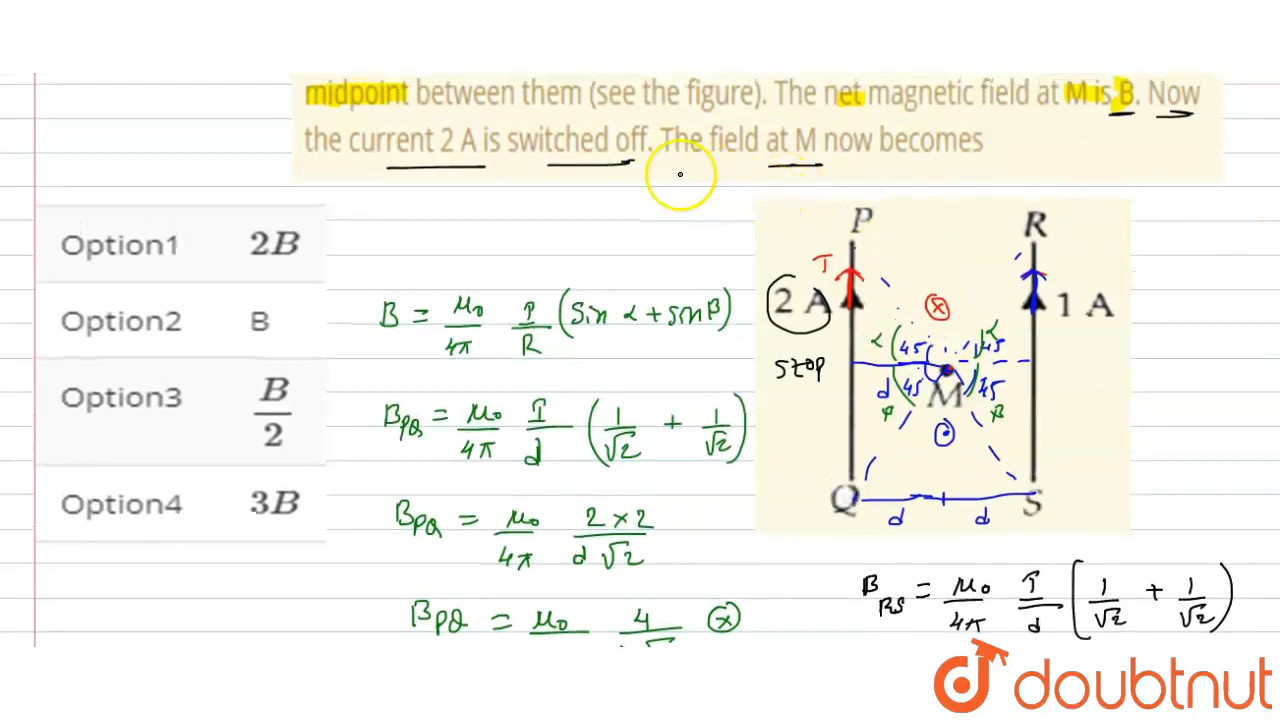 midpoint between them (see the figure). The net magnetic field at M is B. Now
the current 2 A is switched off. The field at M now becomes
Option1 2B
Option2 B
Option3 B/2
Option4 3B
B = μ₀/4π I/R (sin α + sin β)
B_PQ = μ₀/4π I/d (1/√2 + 1/√2)
B_PQ = μ₀/4π 2×2/d√2
B_PQ = μ₀ 4 ⊗
P R
I
2 A ⊗ 1 A
α 45 45 α
STOP
d 45 M 45
β β
⊙
Q S
d d
B_RS = μ₀/4π I/d [1/√2 + 1/√2)
doubtnut